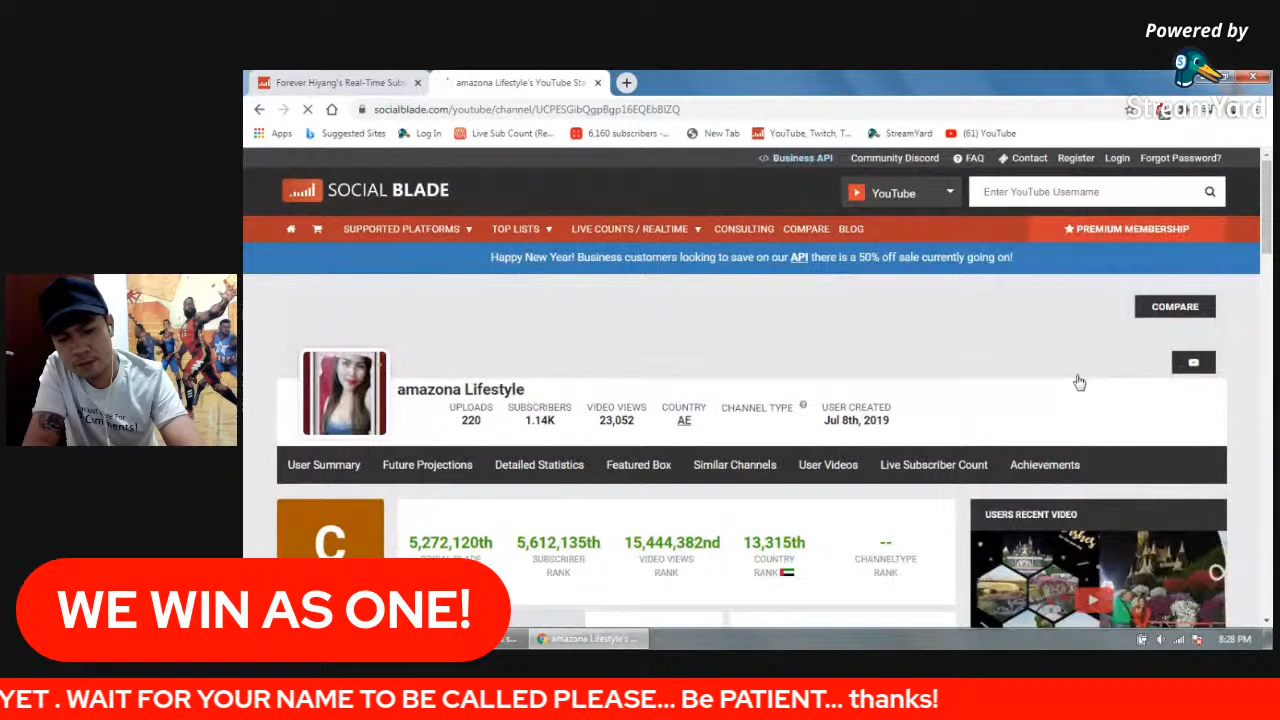 Powered by
StreamYard
Forever Hiyang's Real-Time Subs
amazona Lifestyle's YouTube Sta
socialblade.com/youtube/channel/UCPESGibQgp8gp16EQEb8lZQ
Apps
Suggested Sites
Log In
Live Sub Count (Re...
6,160 subscribers -...
New Tab
YouTube, Twitch, T...
StreamYard
(61) YouTube
</> Business API
Community Discord
FAQ
Contact
Register
Login
Forgot Password?
SOCIAL BLADE
YouTube
Enter YouTube Username
SUPPORTED PLATFORMS
TOP LISTS
LIVE COUNTS / REALTIME
CONSULTING
COMPARE
BLOG
PREMIUM MEMBERSHIP
Happy New Year! Business customers looking to save on our API there is a 50% off sale currently going on!
COMPARE
amazona Lifestyle
UPLOADS
220
SUBSCRIBERS
1.14K
VIDEO VIEWS
23,052
COUNTRY
AE
CHANNEL TYPE
USER CREATED
Jul 8th, 2019
User Summary
Future Projections
Detailed Statistics
Featured Box
Similar Channels
User Videos
Live Subscriber Count
Achievements
C
5,272,120th
5,612,135th
SUBSCRIBER
RANK
15,444,382nd
VIDEO VIEWS
RANK
13,315th
COUNTRY
RANK
--
CHANNELTYPE
RANK
USERS RECENT VIDEO
WE WIN AS ONE!
amazona Lifestyle's ...
8:28 PM
YET . WAIT FOR YOUR NAME TO BE CALLED PLEASE... Be PATIENT... thanks!